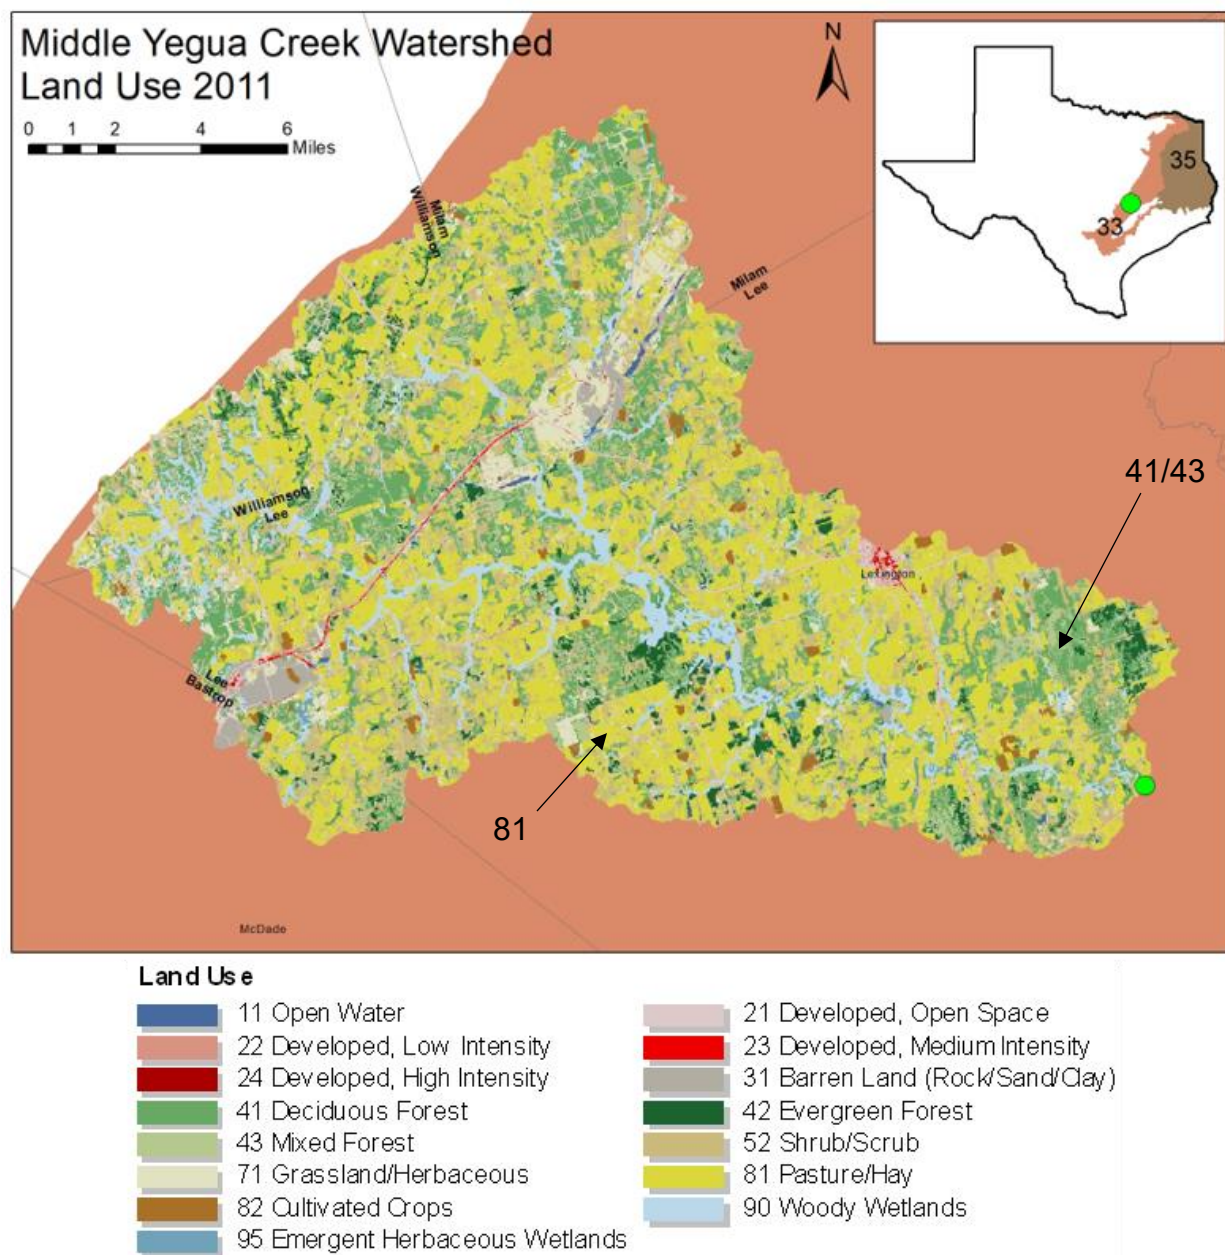 Middle Yegua Creek Watershed
Land Use 2011
0 1 2 4 6
Miles
N
35
33
Milam
Williamson
Milam
Lee
41/43
Williamson
Lee
Lexington
Lee
Bastrop
81
McDade
Land Use
11 Open Water
22 Developed, Low Intensity
24 Developed, High Intensity
41 Deciduous Forest
43 Mixed Forest
71 Grassland/Herbaceous
82 Cultivated Crops
95 Emergent Herbaceous Wetlands
21 Developed, Open Space
23 Developed, Medium Intensity
31 Barren Land (Rock/Sand/Clay)
42 Evergreen Forest
52 Shrub/Scrub
81 Pasture/Hay
90 Woody Wetlands